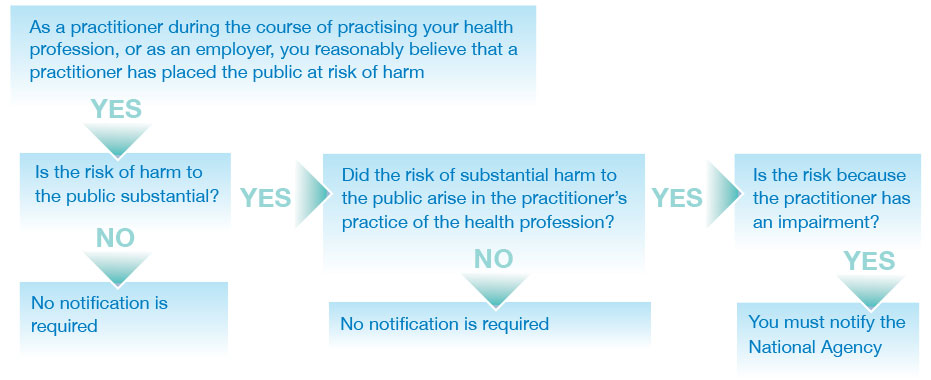 As a practitioner during the course of practising your health
profession, or as an employer, you reasonably believe that a
practitioner has placed the public at risk of harm
YES
Is the risk of harm to
the public substantial?
YES
Did the risk of substantial harm to
the public arise in the practitioner’s
practice of the health profession?
YES
Is the risk because
the practitioner has
an impairment?
NO
NO
YES
No notification is
required
No notification is required
You must notify the
National Agency